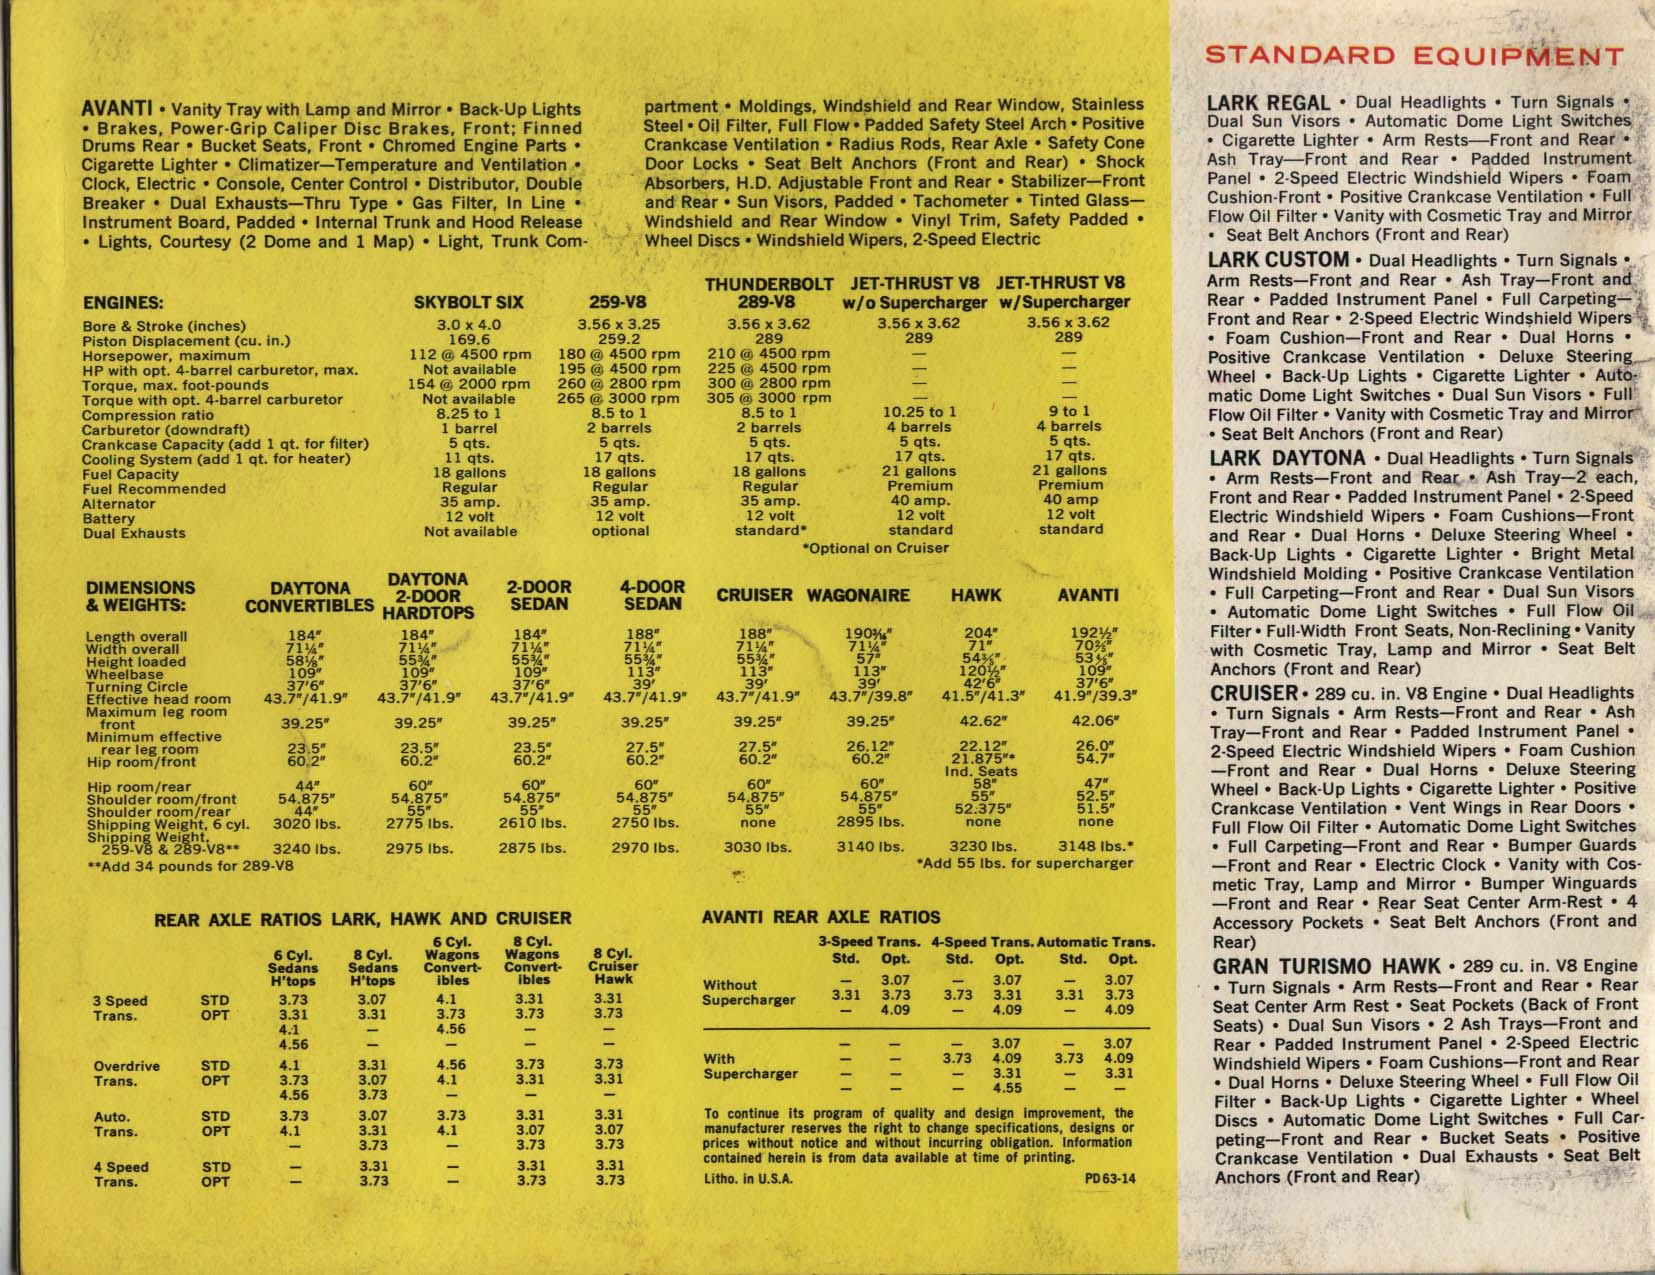 AVANTI • Vanity Tray with Lamp and Mirror • Back-Up Lights
• Brakes, Power-Grip Caliper Disc Brakes, Front; Finned
Drums Rear • Bucket Seats, Front • Chromed Engine Parts •
Cigarette Lighter • Climatizer—Temperature and Ventilation •
Clock, Electric • Console, Center Control • Distributor, Double
Breaker • Dual Exhausts—Thru Type • Gas Filter, In Line •
Instrument Board, Padded • Internal Trunk and Hood Release
• Lights, Courtesy (2 Dome and 1 Map) • Light, Trunk Com-
partment • Moldings, Windshield and Rear Window, Stainless
Steel • Oil Filter, Full Flow • Padded Safety Steel Arch • Positive
Crankcase Ventilation • Radius Rods, Rear Axle • Safety Cone
Door Locks • Seat Belt Anchors (Front and Rear) • Shock
Absorbers, H.D. Adjustable Front and Rear • Stabilizer—Front
and Rear • Sun Visors, Padded • Tachometer • Tinted Glass—
Windshield and Rear Window • Vinyl Trim, Safety Padded •
Wheel Discs • Windshield Wipers, 2-Speed Electric
THUNDERBOLT JET-THRUST V8 JET-THRUST V8
ENGINES: SKYBOLT SIX 259-V8 289-V8 w/o Supercharger w/Supercharger
Bore & Stroke (inches) 3.0 x 4.0 3.56 x 3.25 3.56 x 3.62 3.56 x 3.62 3.56 x 3.62
Piston Displacement (cu. in.) 169.6 259.2 289 289 289
Horsepower, maximum 112 @ 4500 rpm 180 @ 4500 rpm 210 @ 4500 rpm — —
HP with opt. 4-barrel carburetor, max. Not available 195 @ 4500 rpm 225 @ 4500 rpm — —
Torque, max. foot-pounds 154 @ 2000 rpm 260 @ 2800 rpm 300 @ 2800 rpm — —
Torque with opt. 4-barrel carburetor Not available 265 @ 3000 rpm 305 @ 3000 rpm — —
Compression ratio 8.25 to 1 8.5 to 1 8.5 to 1 10.25 to 1 9 to 1
Carburetor (downdraft) 1 barrel 2 barrels 2 barrels 4 barrels 4 barrels
Crankcase Capacity (add 1 qt. for filter) 5 qts. 5 qts. 5 qts. 5 qts. 5 qts.
Cooling System (add 1 qt. for heater) 11 qts. 17 qts. 17 qts. 17 qts. 17 qts.
Fuel Capacity 18 gallons 18 gallons 18 gallons 21 gallons 21 gallons
Fuel Recommended Regular Regular Regular Premium Premium
Alternator 35 amp. 35 amp. 35 amp. 40 amp. 40 amp
Battery 12 volt 12 volt 12 volt 12 volt 12 volt
Dual Exhausts Not available optional standard* standard standard
*Optional on Cruiser
DIMENSIONS DAYTONA DAYTONA 2-DOOR 4-DOOR
& WEIGHTS: CONVERTIBLES 2-DOOR HARDTOPS SEDAN SEDAN CRUISER WAGONAIRE HAWK AVANTI
Length overall 184" 184" 184" 188" 188" 204" 192½"
Width overall 71¼" 71¼" 71¼" 71¼" 71¼" 71¼" 71"
Height loaded 58⅛" 55¾" 55¾" 55¾" 55¾" 57"
Wheelbase 109" 109" 109" 113" 113" 113" 120½" 109"
Turning Circle 37'6" 37'6" 37'6" 39' 39' 39' 42'6" 37'6"
Effective head room 43.7"/41.9" 43.7"/41.9" 43.7"/41.9" 43.7"/41.9" 43.7"/41.9" 43.7"/39.8" 41.5"/41.3" 41.9"/39.3"
Maximum leg room
front 39.25" 39.25" 39.25" 39.25" 39.25" 39.25" 42.62" 42.06"
Minimum effective
rear leg room 23.5" 23.5" 23.5" 27.5" 27.5" 26.12" 22.12" 26.0"
Hip room/front 60.2" 60.2" 60.2" 60.2" 60.2" 60.2" 21.875"* 54.7"
Ind. Seats
Hip room/rear 44" 60" 60" 60" 60" 60" 58" 47"
Shoulder room/front 54.875" 54.875" 54.875" 54.875" 54.875" 54.875" 55" 52.5"
Shoulder room/rear 44" 55" 55" 55" 55" 55" 52.375" 51.5"
Shipping Weight, 6 cyl. 3020 lbs. 2775 lbs. 2610 lbs. 2750 lbs. none 2895 lbs. none none
Shipping Weight,
259-V8 & 289-V8** 3240 lbs. 2975 lbs. 2875 lbs. 2970 lbs. 3030 lbs. 3140 lbs. 3230 lbs. 3148 lbs.*
**Add 34 pounds for 289-V8 *Add 55 lbs. for supercharger
REAR AXLE RATIOS LARK, HAWK AND CRUISER
6 Cyl. Sedans H'tops 8 Cyl. Sedans H'tops 6 Cyl. Wagons Convert-ibles 8 Cyl. Wagons Convert-ibles 8 Cyl. Cruiser Hawk
3 Speed STD 3.73 3.07 4.1 3.31 3.31
Trans. OPT 3.31 3.31 3.73 3.73 3.73
4.1 — 4.56 — —
4.56 — — — —
Overdrive STD 4.1 3.31 4.56 3.73 3.73
Trans. OPT 3.73 3.07 4.1 3.31 3.31
4.56 3.73 — — —
Auto. STD 3.73 3.07 3.73 3.31 3.31
Trans. OPT 4.1 3.31 4.1 3.07 3.07
— 3.73 — 3.73 3.73
4 Speed STD — 3.31 — 3.31 3.31
Trans. OPT — 3.73 — 3.73 3.73
AVANTI REAR AXLE RATIOS
3-Speed Trans. 4-Speed Trans. Automatic Trans.
Std. Opt. Std. Opt. Std. Opt.
Without — 3.07 — 3.07 — 3.07
Supercharger 3.31 3.73 3.73 3.31 3.31 3.73
— 4.09 — 4.09 — 4.09
— — — 3.07 — 3.07
With — — 3.73 4.09 3.73 4.09
Supercharger — — — 3.31 — 3.31
— — — 4.55 — —
To continue its program of quality and design improvement, the
manufacturer reserves the right to change specifications, designs or
prices without notice and without incurring obligation. Information
contained herein is from data available at time of printing.
Litho. in U.S.A. PD 63-14
STANDARD EQUIPMENT
LARK REGAL • Dual Headlights • Turn Signals •
Dual Sun Visors • Automatic Dome Light Switches
• Cigarette Lighter • Arm Rests—Front and Rear •
Ash Tray—Front and Rear • Padded Instrument
Panel • 2-Speed Electric Windshield Wipers • Foam
Cushion-Front • Positive Crankcase Ventilation • Full
Flow Oil Filter • Vanity with Cosmetic Tray and Mirror
• Seat Belt Anchors (Front and Rear)
LARK CUSTOM • Dual Headlights • Turn Signals •
Arm Rests—Front and Rear • Ash Tray—Front and
Rear • Padded Instrument Panel • Full Carpeting—
Front and Rear • 2-Speed Electric Windshield Wipers
• Foam Cushion—Front and Rear • Dual Horns •
Positive Crankcase Ventilation • Deluxe Steering
Wheel • Back-Up Lights • Cigarette Lighter • Auto-
matic Dome Light Switches • Dual Sun Visors • Full
Flow Oil Filter • Vanity with Cosmetic Tray and Mirror
• Seat Belt Anchors (Front and Rear)
LARK DAYTONA • Dual Headlights • Turn Signals
• Arm Rests—Front and Rear • Ash Tray—2 each,
Front and Rear • Padded Instrument Panel • 2-Speed
Electric Windshield Wipers • Foam Cushions—Front
and Rear • Dual Horns • Deluxe Steering Wheel •
Back-Up Lights • Cigarette Lighter • Bright Metal
Windshield Molding • Positive Crankcase Ventilation
• Full Carpeting—Front and Rear • Dual Sun Visors
• Automatic Dome Light Switches • Full Flow Oil
Filter • Full-Width Front Seats, Non-Reclining • Vanity
with Cosmetic Tray, Lamp and Mirror • Seat Belt
Anchors (Front and Rear)
CRUISER • 289 cu. in. V8 Engine • Dual Headlights
• Turn Signals • Arm Rests—Front and Rear • Ash
Tray—Front and Rear • Padded Instrument Panel •
2-Speed Electric Windshield Wipers • Foam Cushion
—Front and Rear • Dual Horns • Deluxe Steering
Wheel • Back-Up Lights • Cigarette Lighter • Positive
Crankcase Ventilation • Vent Wings in Rear Doors •
Full Flow Oil Filter • Automatic Dome Light Switches
• Full Carpeting—Front and Rear • Bumper Guards
—Front and Rear • Electric Clock • Vanity with Cos-
metic Tray, Lamp and Mirror • Bumper Winguards
—Front and Rear • Rear Seat Center Arm-Rest • 4
Accessory Pockets • Seat Belt Anchors (Front and
Rear)
GRAN TURISMO HAWK • 289 cu. in. V8 Engine
• Turn Signals • Arm Rests—Front and Rear • Rear
Seat Center Arm Rest • Seat Pockets (Back of Front
Seats) • Dual Sun Visors • 2 Ash Trays—Front and
Rear • Padded Instrument Panel • 2-Speed Electric
Windshield Wipers • Foam Cushions—Front and Rear
• Dual Horns • Deluxe Steering Wheel • Full Flow Oil
Filter • Back-Up Lights • Cigarette Lighter • Wheel
Discs • Automatic Dome Light Switches • Full Car-
peting—Front and Rear • Bucket Seats • Positive
Crankcase Ventilation • Dual Exhausts • Seat Belt
Anchors (Front and Rear)